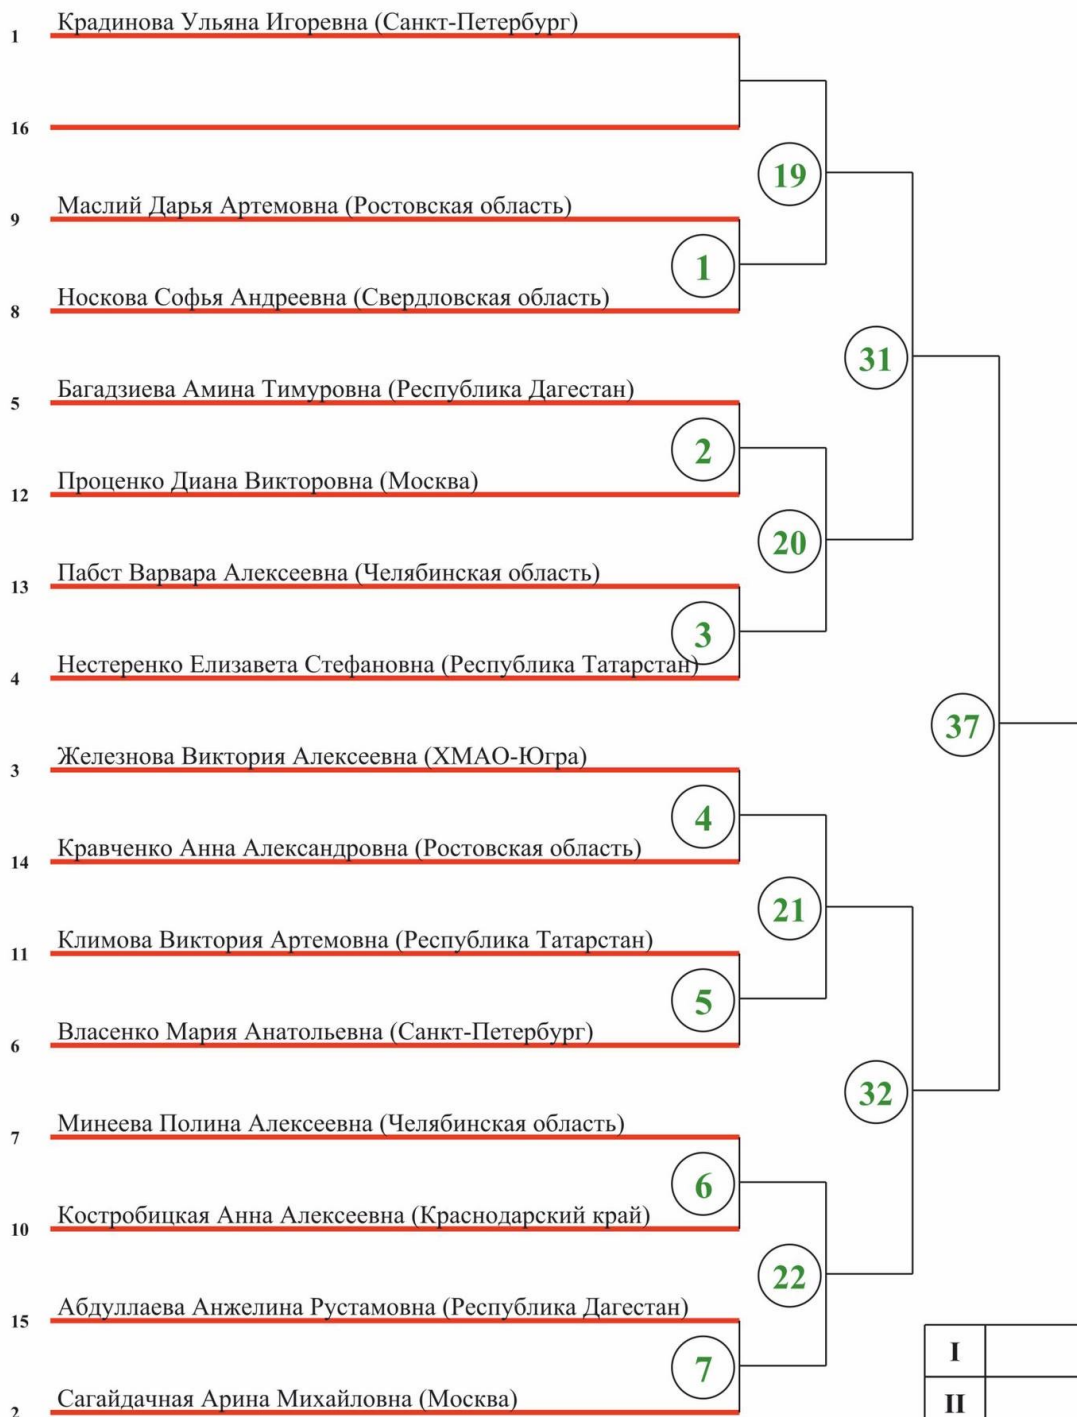 Крадинова Ульяна Игоревна (Санкт-Петербург)
1
16
19
Маслий Дарья Артемовна (Ростовская область)
9
1
Носкова Софья Андреевна (Свердловская область)
8
31
Багадзиева Амина Тимуровна (Республика Дагестан)
5
2
Проценко Диана Викторовна (Москва)
12
20
Пабст Варвара Алексеевна (Челябинская область)
13
3
Нестеренко Елизавета Стефановна (Республика Татарстан)
4
37
Железнова Виктория Алексеевна (ХМАО-Югра)
3
4
Кравченко Анна Александровна (Ростовская область)
14
21
Климова Виктория Артемовна (Республика Татарстан)
11
5
Власенко Мария Анатольевна (Санкт-Петербург)
6
32
Минеева Полина Алексеевна (Челябинская область)
7
6
Костробицкая Анна Алексеевна (Краснодарский край)
10
22
Абдуллаева Анжелина Рустамовна (Республика Дагестан)
15
I
7
Сагайдачная Арина Михайловна (Москва)
2
II